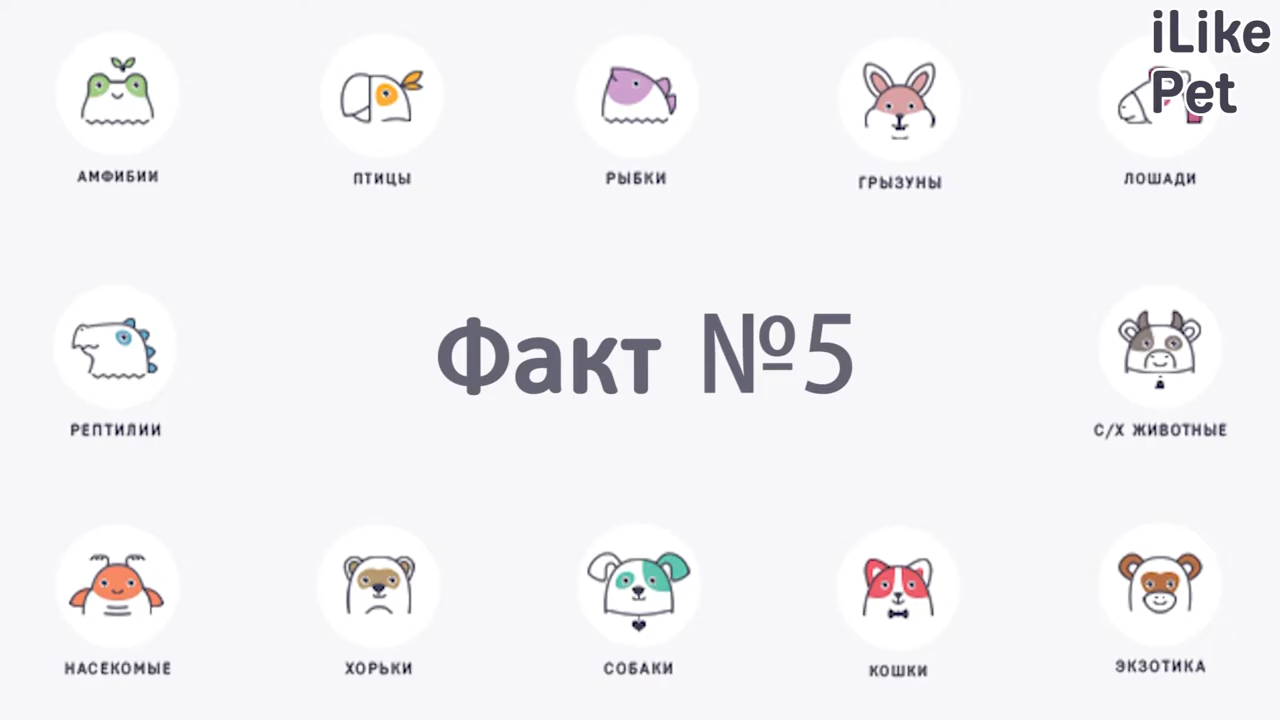 iLike
Pet
АМФИБИИ
ПТИЦЫ
РЫБКИ
ГРЫЗУНЫ
ЛОШАДИ
Факт №5
РЕПТИЛИИ
С/Х ЖИВОТНЫЕ
НАСЕКОМЫЕ
ХОРЬКИ
СОБАКИ
КОШКИ
ЭКЗОТИКА